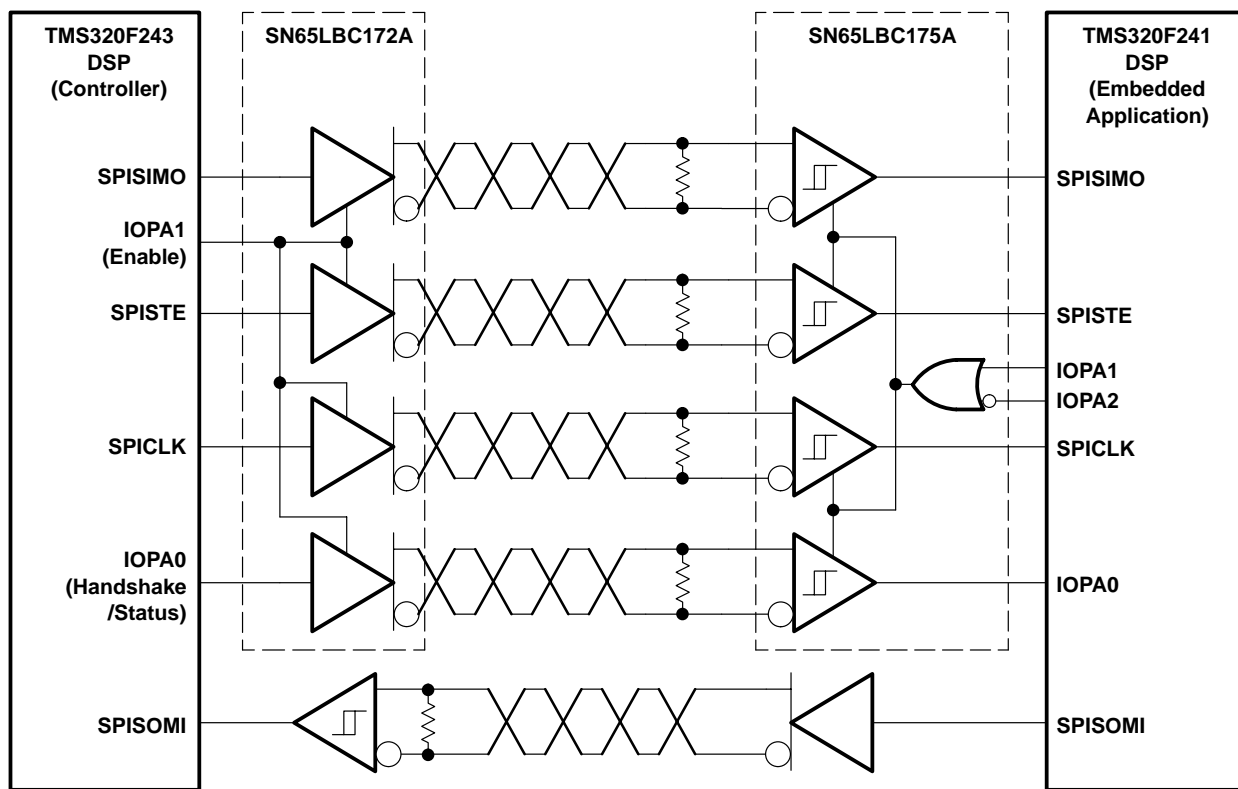 TMS320F243
DSP
(Controller)
SPISIMO
IOPA1
(Enable)
SPISTE
SPICLK
IOPA0
(Handshake
/Status)
SPISOMI
SN65LBC172A
SN65LBC175A
TMS320F241
DSP
(Embedded
Application)
SPISIMO
SPISTE
IOPA1
IOPA2
SPICLK
IOPA0
SPISOMI